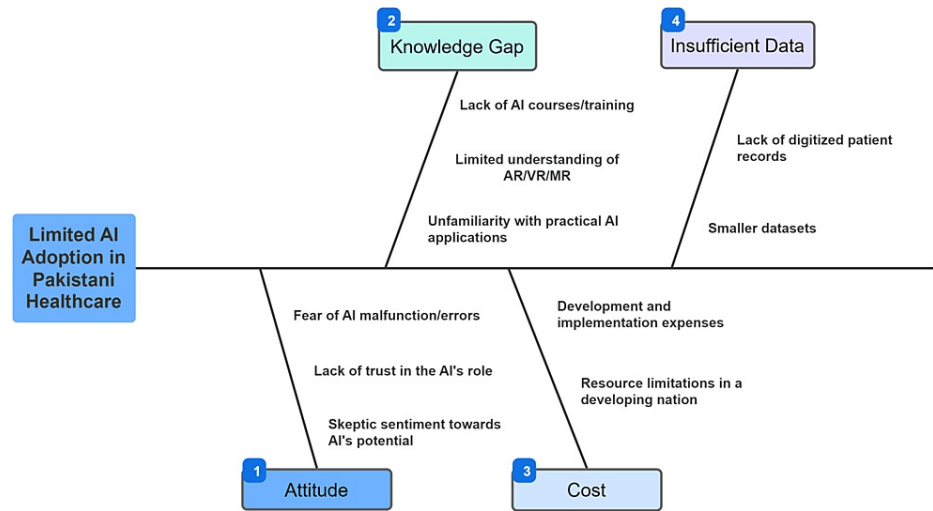 2
Knowledge Gap
4
Insufficient Data
Lack of AI courses/training
Limited understanding of
AR/VR/MR
Unfamiliarity with practical AI
applications
Lack of digitized patient
records
Smaller datasets
Limited AI
Adoption in
Pakistani
Healthcare
Fear of AI malfunction/errors
Lack of trust in the AI's role
Skeptic sentiment towards
AI's potential
Development and
implementation expenses
Resource limitations in a
developing nation
1
Attitude
3
Cost